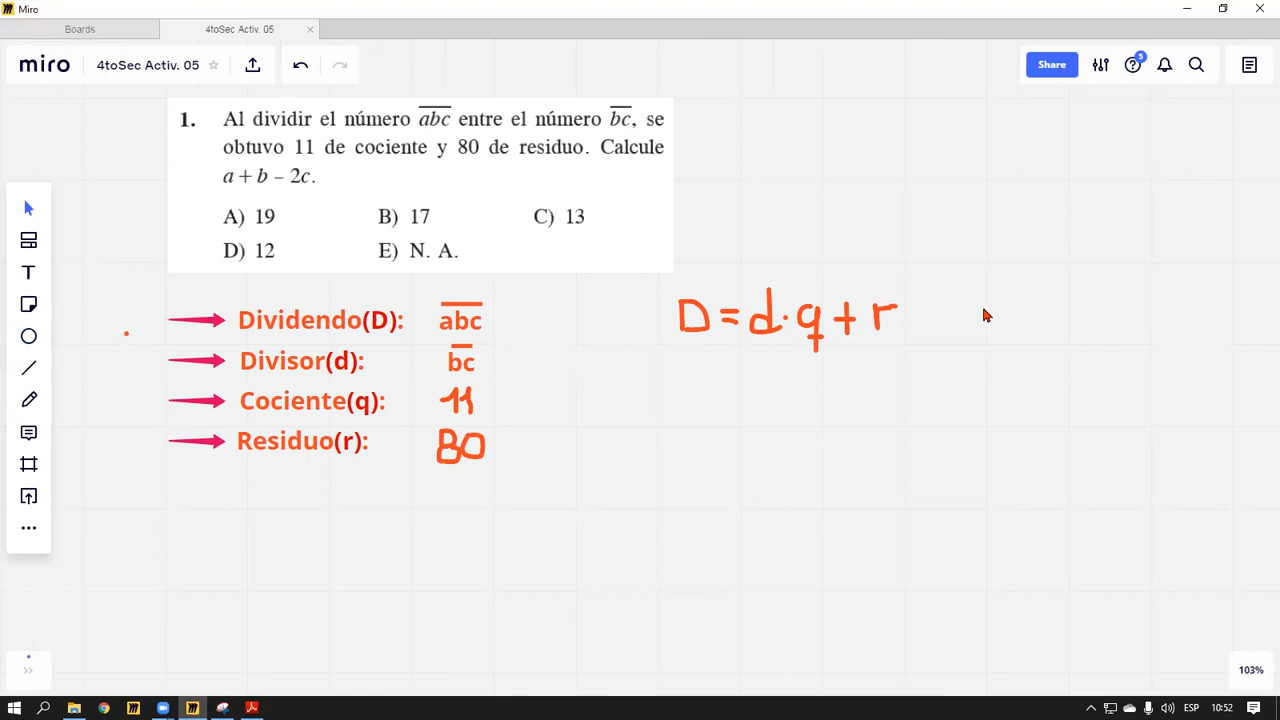 Miro
Boards
4toSec Activ. 05
miro
4toSec Activ. 05
Share
5
1. Al dividir el número abc entre el número bc, se
obtuvo 11 de cociente y 80 de residuo. Calcule
a + b – 2c.
A) 19 B) 17 C) 13
D) 12 E) N. A.
Dividendo(D): abc
D = d · q + r
Divisor(d): bc
Cociente(q): 11
Residuo(r): 80
103%
ESP 10:52